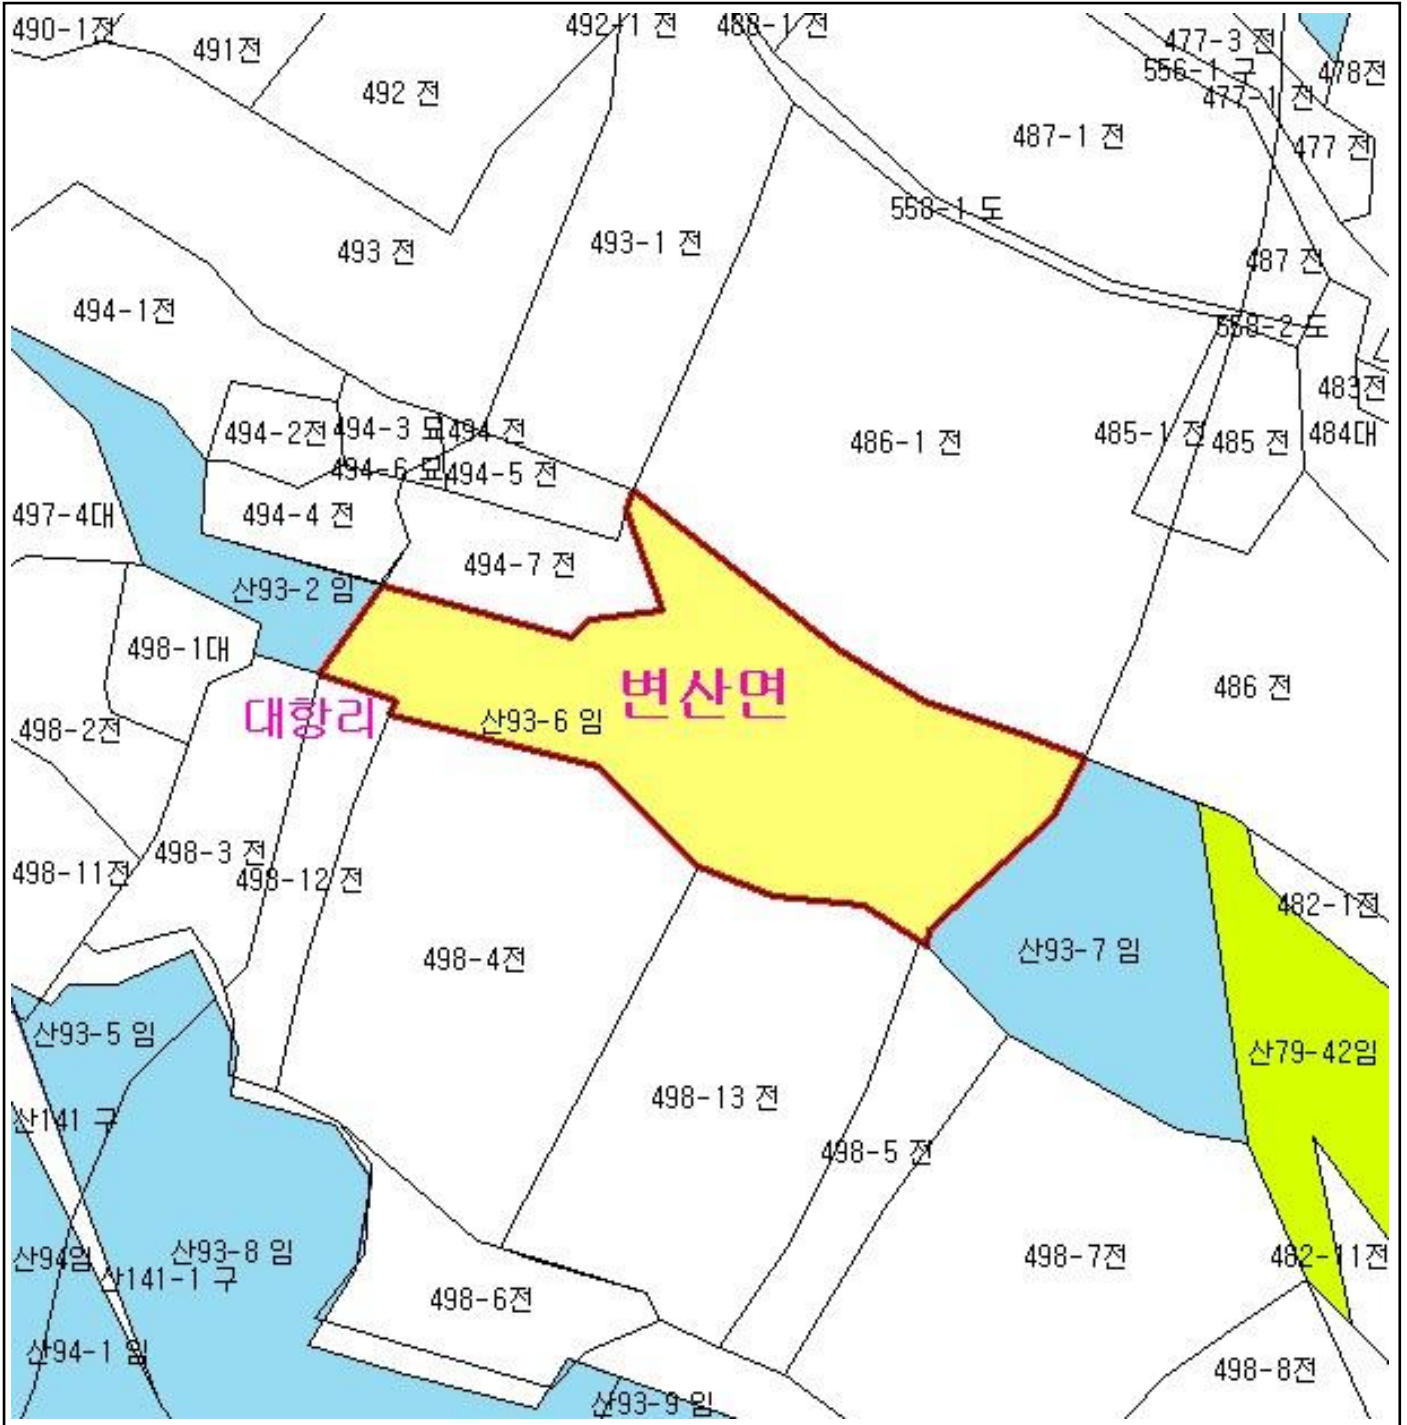 490-1전
491전
492-1 전
488-1 전
477-3 전
556-1 구
478전
492 전
477-1 전
487-1 전
477 전
558-1 도
493 전
493-1 전
487 전
494-1전
558-2 도
483전
494-2전
494-3 묘
494 전
486-1 전
485-1 전
485 전
484대
494-6 묘
494-5 전
497-4대
494-4 전
494-7 전
산93-2 임
498-1대
486 전
변산면
대항리
산93-6 임
498-2전
498-3 전
498-11전
498-12 전
482-1전
498-4전
산93-7 임
산93-5 임
산79-42임
498-13 전
산141 구
498-5 전
산94임
산93-8 임
498-7전
482-11전
산141-1 구
498-6전
산94-1 임
498-8전
산93-9 임